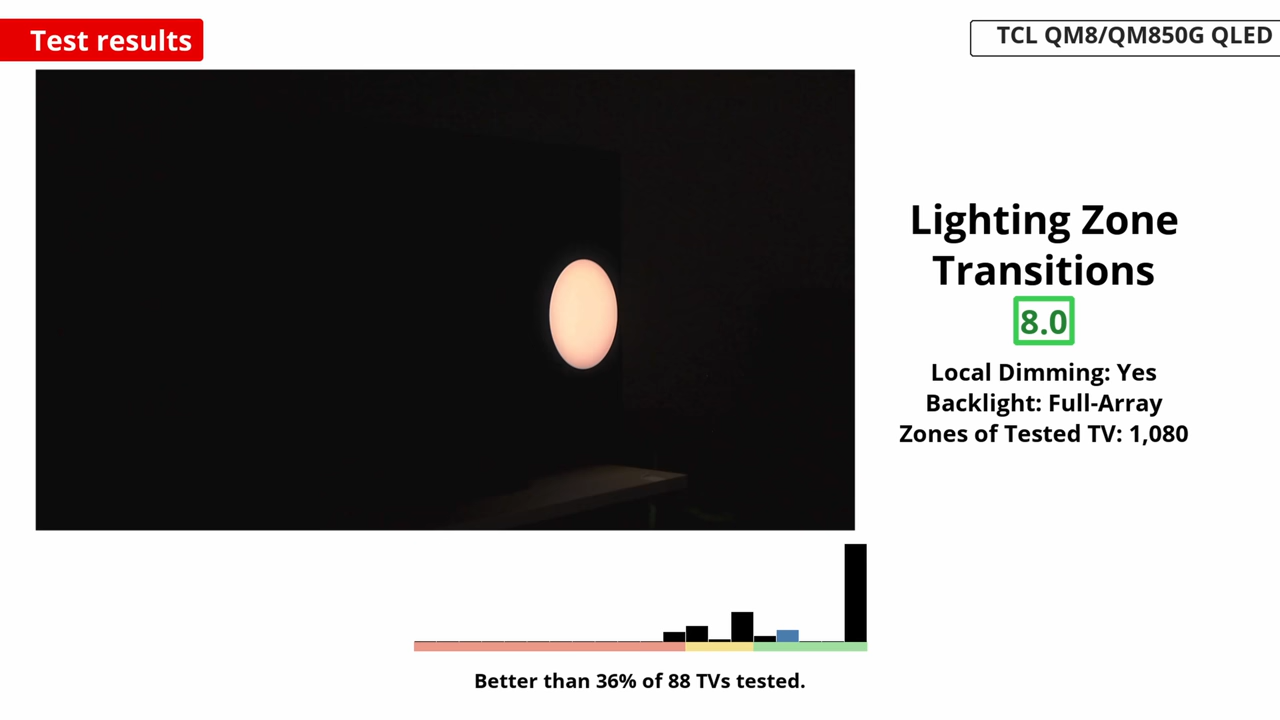 Test results
TCL QM8/QM850G QLED
Lighting Zone
Transitions
8.0
Local Dimming: Yes
Backlight: Full-Array
Zones of Tested TV: 1,080
Better than 36% of 88 TVs tested.